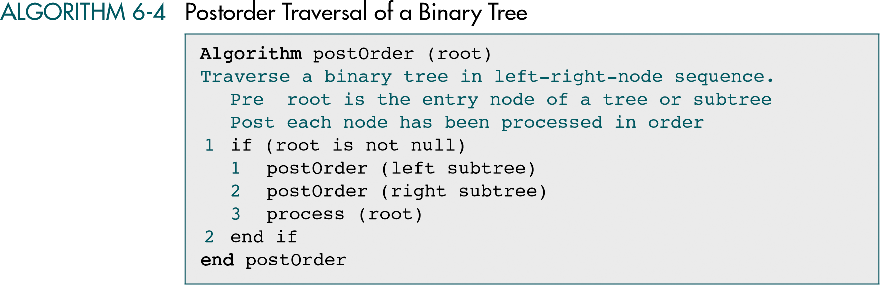 ALGORITHM 6-4 Postorder Traversal of a Binary Tree
Algorithm postOrder (root)
Traverse a binary tree in left-right-node sequence.
Pre root is the entry node of a tree or subtree
Post each node has been processed in order
1 if (root is not null)
1 postOrder (left subtree)
2 postOrder (right subtree)
3 process (root)
2 end if
end postOrder